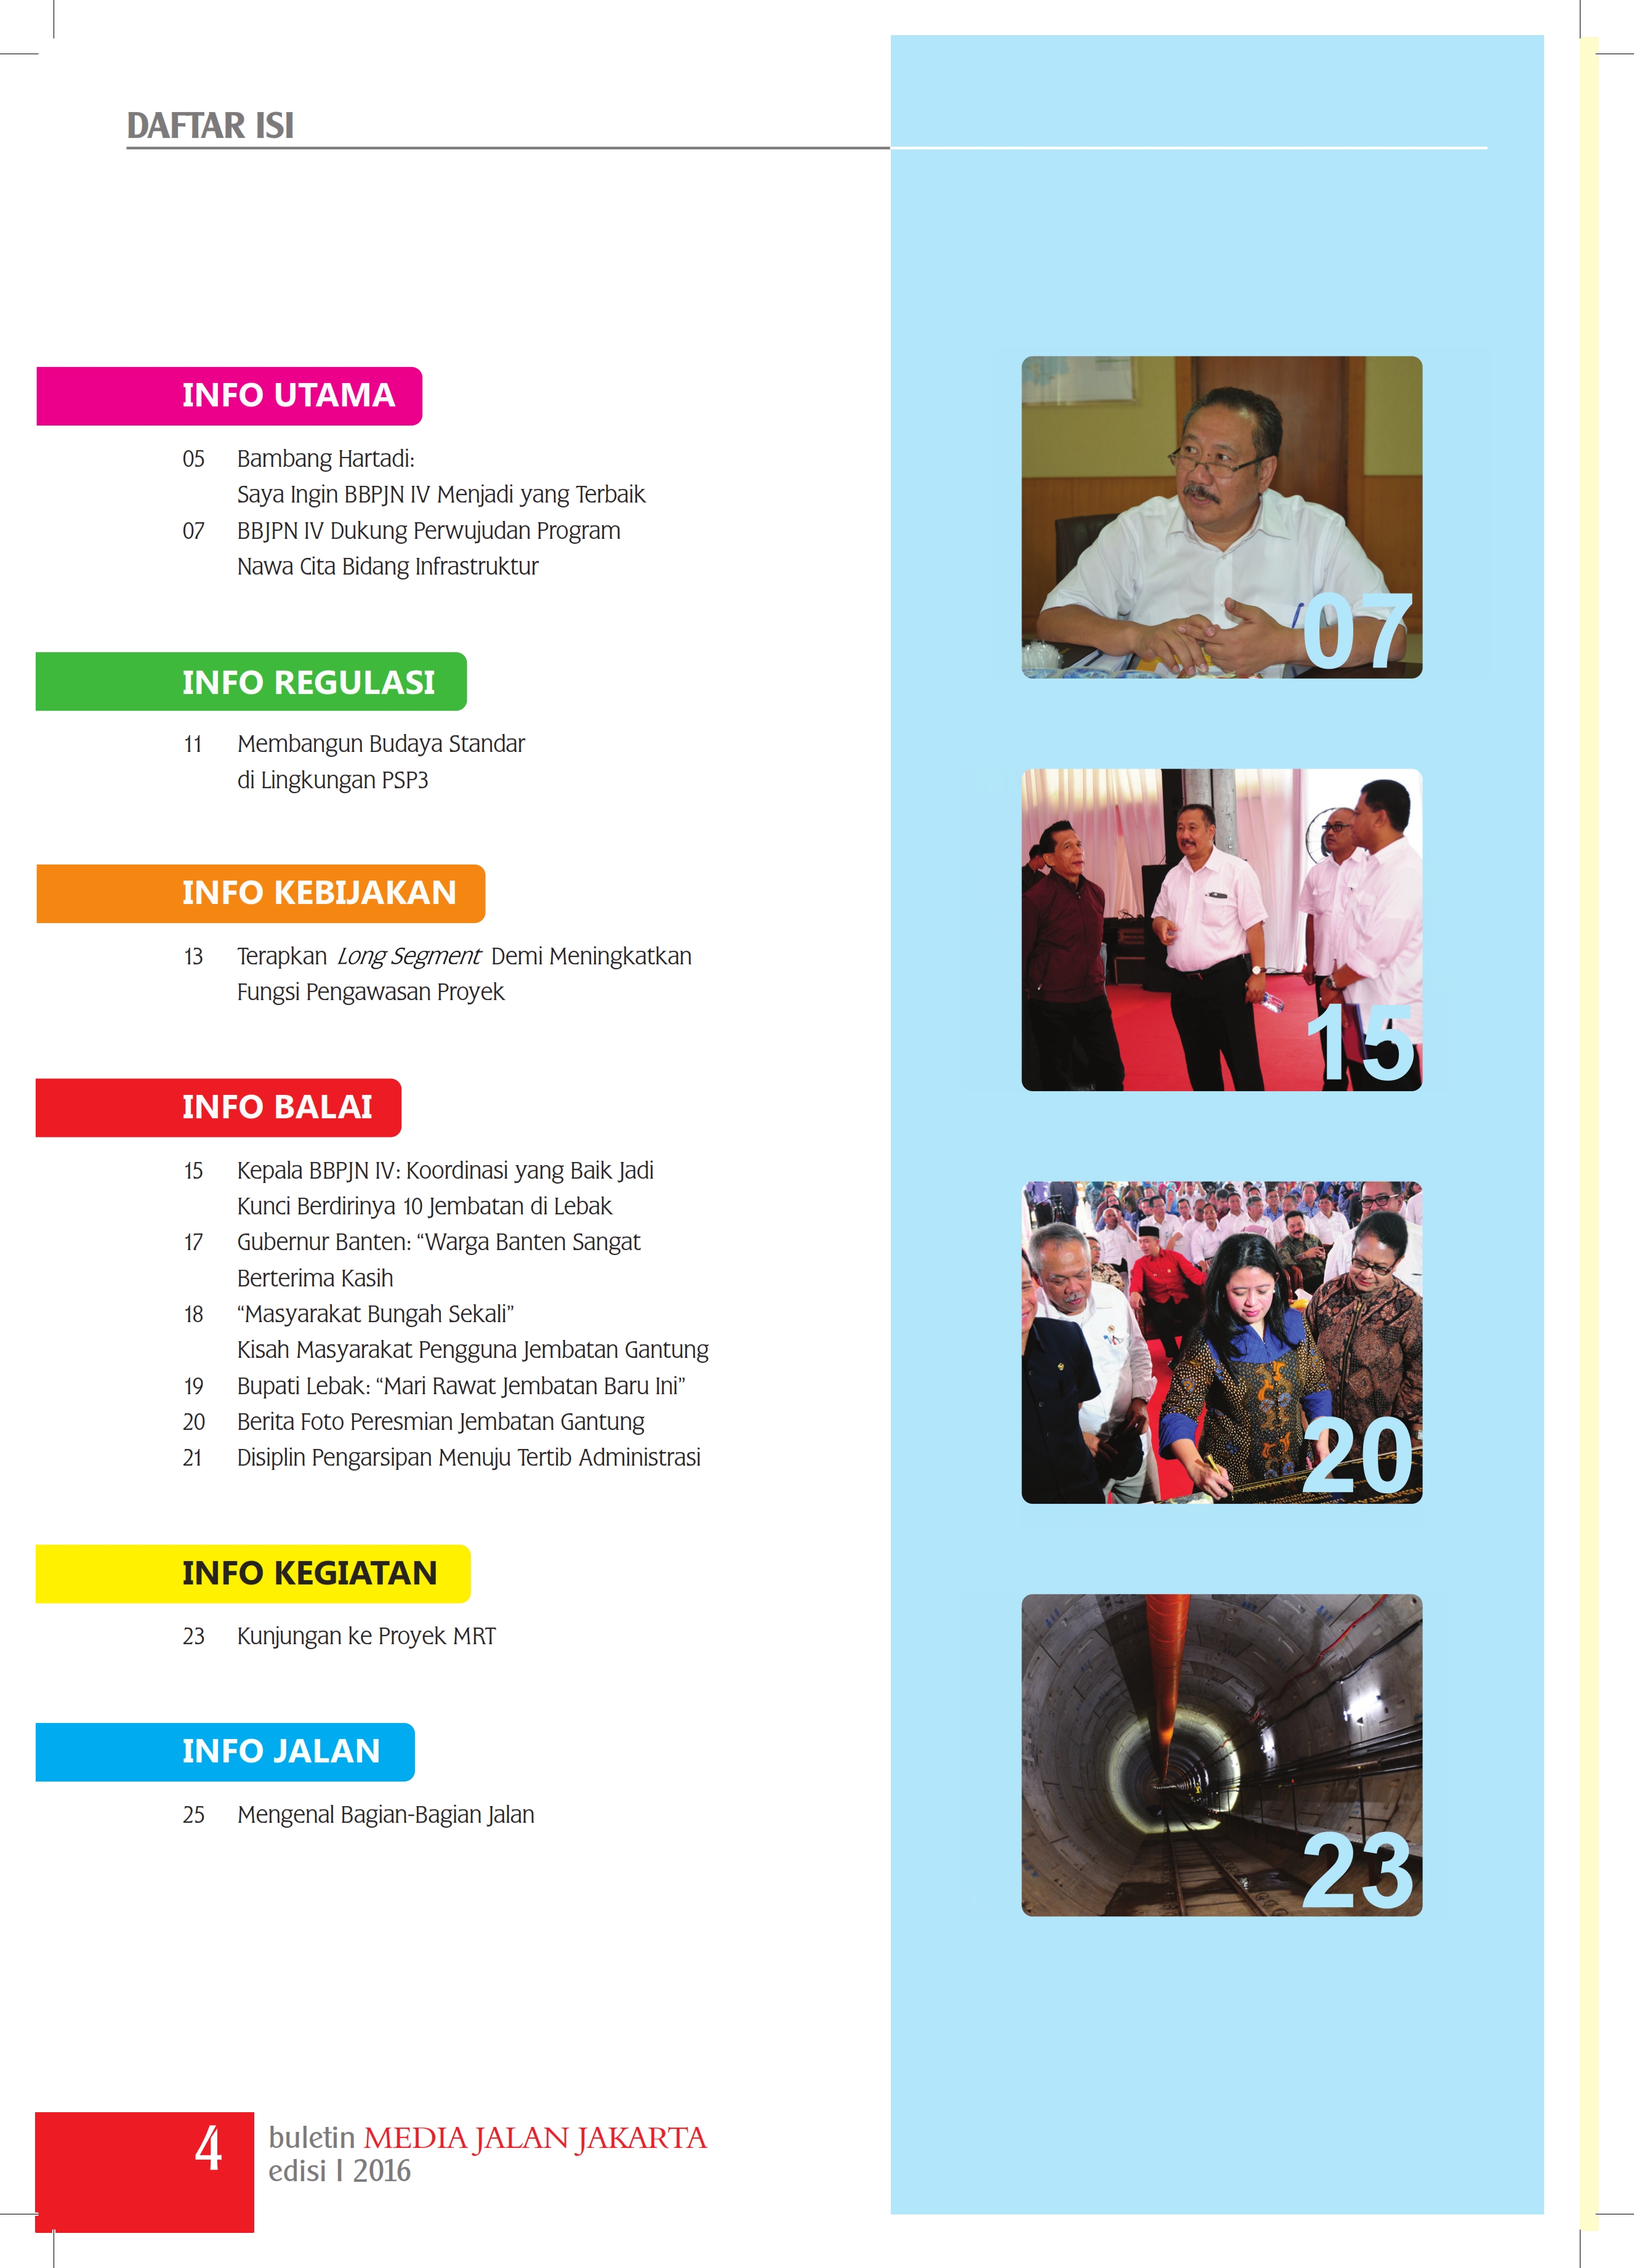 DAFTAR ISI
INFO UTAMA
05 Bambang Hartadi:
Saya Ingin BBPJN IV Menjadi yang Terbaik
07 BBJPN IV Dukung Perwujudan Program
Nawa Cita Bidang Infrastruktur
INFO REGULASI
11 Membangun Budaya Standar
di Lingkungan PSP3
INFO KEBIJAKAN
13 Terapkan Long Segment Demi Meningkatkan
Fungsi Pengawasan Proyek
INFO BALAI
15 Kepala BBPJN IV: Koordinasi yang Baik Jadi
Kunci Berdirinya 10 Jembatan di Lebak
17 Gubernur Banten: “Warga Banten Sangat
Berterima Kasih
18 “Masyarakat Bungah Sekali”
Kisah Masyarakat Pengguna Jembatan Gantung
19 Bupati Lebak: “Mari Rawat Jembatan Baru Ini”
20 Berita Foto Peresmian Jembatan Gantung
21 Disiplin Pengarsipan Menuju Tertib Administrasi
INFO KEGIATAN
23 Kunjungan ke Proyek MRT
INFO JALAN
25 Mengenal Bagian-Bagian Jalan
07
15
20
23
4
buletin MEDIA JALAN JAKARTA
edisi I 2016